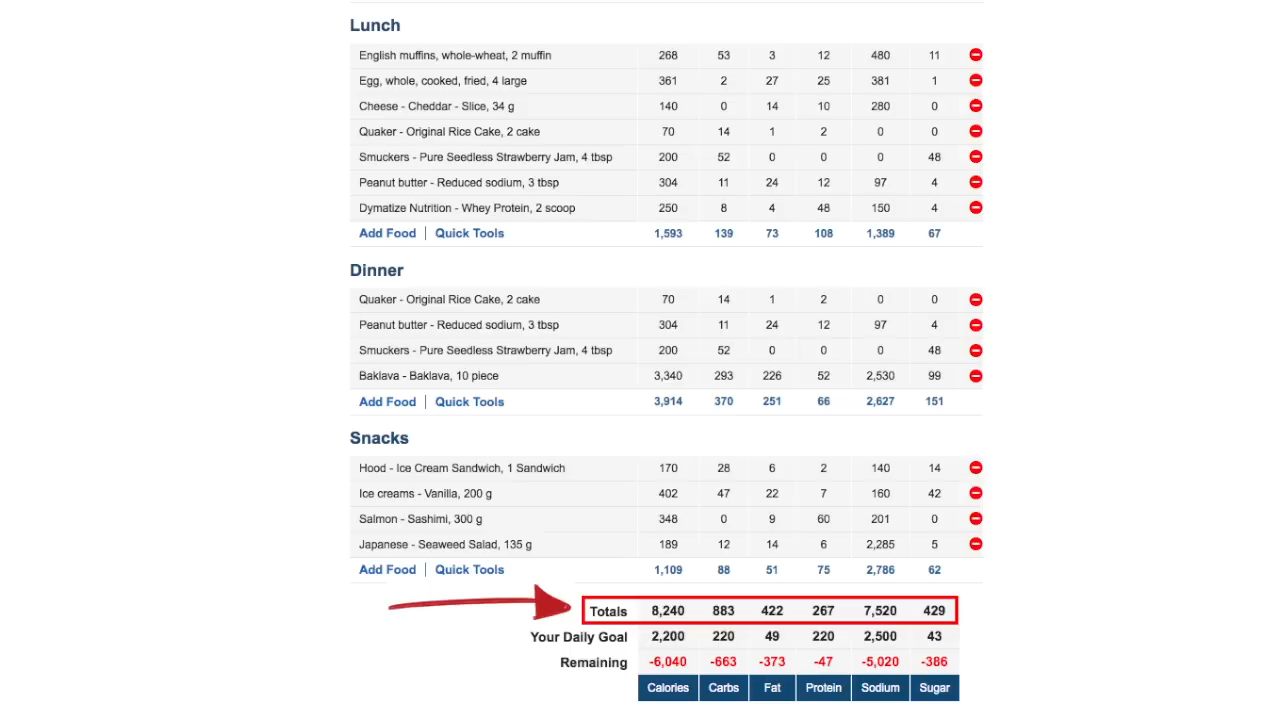 Lunch
English muffins, whole-wheat, 2 muffin 268 53 3 12 480 11
Egg, whole, cooked, fried, 4 large 361 2 27 25 381 1
Cheese - Cheddar - Slice, 34 g 140 0 14 10 280 0
Quaker - Original Rice Cake, 2 cake 70 14 1 2 0 0
Smuckers - Pure Seedless Strawberry Jam, 4 tbsp 200 52 0 0 0 48
Peanut butter - Reduced sodium, 3 tbsp 304 11 24 12 97 4
Dymatize Nutrition - Whey Protein, 2 scoop 250 8 4 48 150 4
Add Food | Quick Tools 1,593 139 73 108 1,389 67
Dinner
Quaker - Original Rice Cake, 2 cake 70 14 1 2 0 0
Peanut butter - Reduced sodium, 3 tbsp 304 11 24 12 97 4
Smuckers - Pure Seedless Strawberry Jam, 4 tbsp 200 52 0 0 0 48
Baklava - Baklava, 10 piece 3,340 293 226 52 2,530 99
Add Food | Quick Tools 3,914 370 251 66 2,627 151
Snacks
Hood - Ice Cream Sandwich, 1 Sandwich 170 28 6 2 140 14
Ice creams - Vanilla, 200 g 402 47 22 7 160 42
Salmon - Sashimi, 300 g 348 0 9 60 201 0
Japanese - Seaweed Salad, 135 g 189 12 14 6 2,285 5
Add Food | Quick Tools 1,109 88 51 75 2,786 62
Totals 8,240 883 422 267 7,520 429
Your Daily Goal 2,200 220 49 220 2,500 43
Remaining -6,040 -663 -373 -47 -5,020 -386
Calories Carbs Fat Protein Sodium Sugar